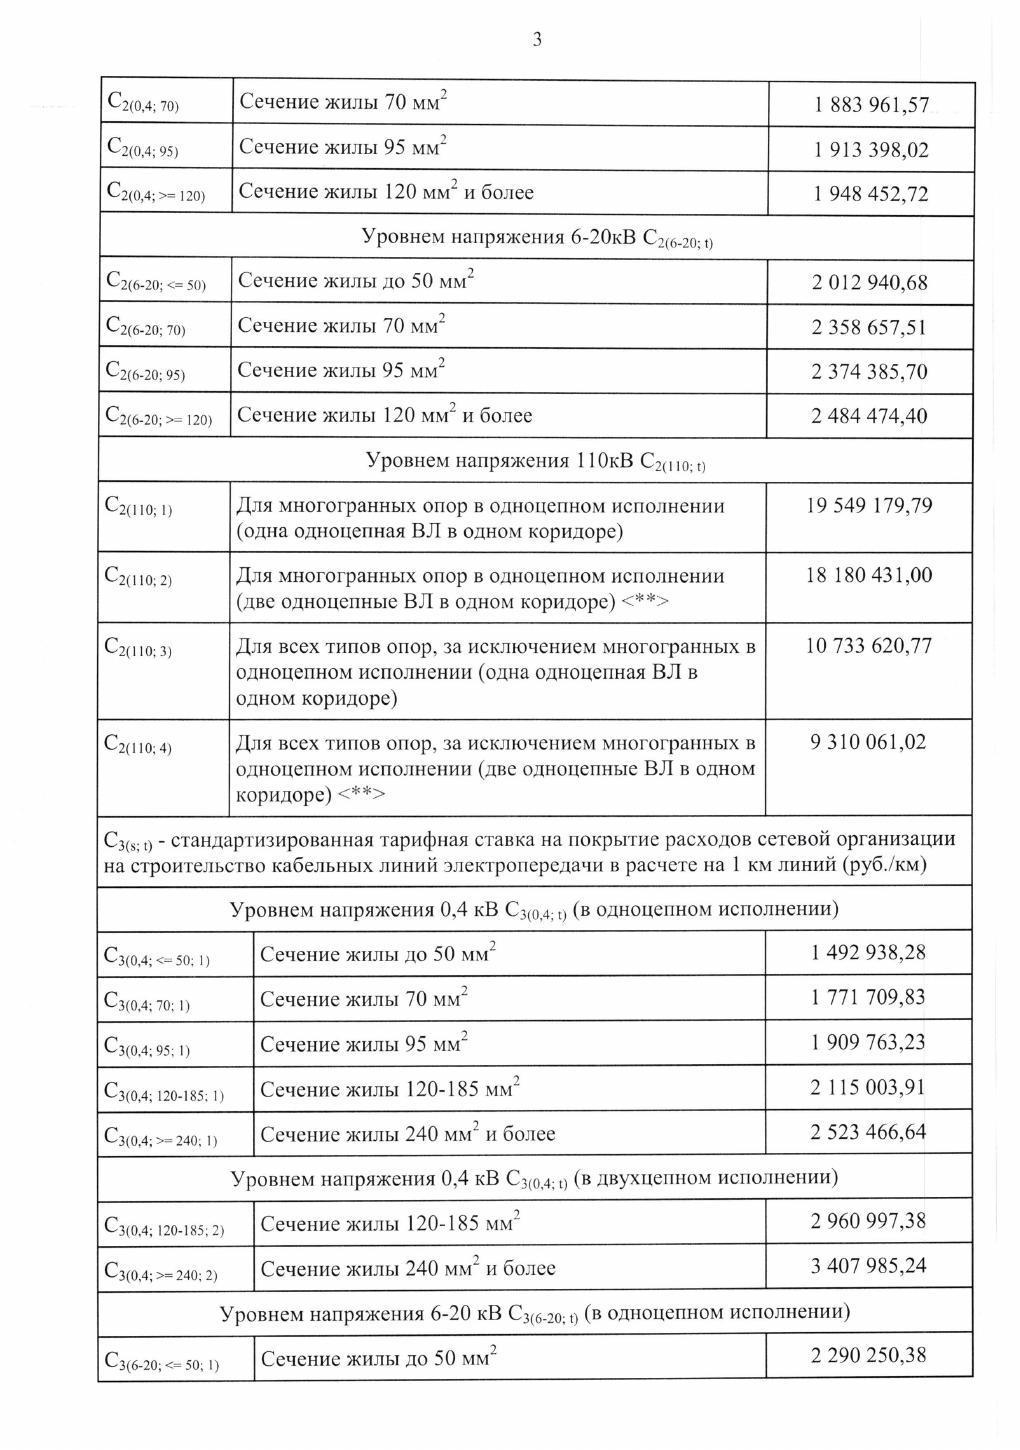 3
C2(0,4; 70) Сечение жилы 70 мм² 1 883 961,57
C2(0,4; 95) Сечение жилы 95 мм² 1 913 398,02
C2(0,4; >= 120) Сечение жилы 120 мм² и более 1 948 452,72
Уровнем напряжения 6-20кВ C2(6-20; t)
C2(6-20; <= 50) Сечение жилы до 50 мм² 2 012 940,68
C2(6-20; 70) Сечение жилы 70 мм² 2 358 657,51
C2(6-20; 95) Сечение жилы 95 мм² 2 374 385,70
C2(6-20; >= 120) Сечение жилы 120 мм² и более 2 484 474,40
Уровнем напряжения 110кВ C2(110; t)
C2(110; 1) Для многогранных опор в одноцепном исполнении 19 549 179,79
(одна одноцепная ВЛ в одном коридоре)
C2(110; 2) Для многогранных опор в одноцепном исполнении 18 180 431,00
(две одноцепные ВЛ в одном коридоре) <**>
C2(110; 3) Для всех типов опор, за исключением многогранных в 10 733 620,77
одноцепном исполнении (одна одноцепная ВЛ в
одном коридоре)
C2(110; 4) Для всех типов опор, за исключением многогранных в 9 310 061,02
одноцепном исполнении (две одноцепные ВЛ в одном
коридоре) <**>
C3(s; t) - стандартизированная тарифная ставка на покрытие расходов сетевой организации
на строительство кабельных линий электропередачи в расчете на 1 км линий (руб./км)
Уровнем напряжения 0,4 кВ C3(0,4; t) (в одноцепном исполнении)
C3(0,4; <= 50; 1) Сечение жилы до 50 мм² 1 492 938,28
C3(0,4; 70; 1) Сечение жилы 70 мм² 1 771 709,83
C3(0,4; 95; 1) Сечение жилы 95 мм² 1 909 763,23
C3(0,4; 120-185; 1) Сечение жилы 120-185 мм² 2 115 003,91
C3(0,4; >= 240; 1) Сечение жилы 240 мм² и более 2 523 466,64
Уровнем напряжения 0,4 кВ C3(0,4; t) (в двухцепном исполнении)
C3(0,4; 120-185; 2) Сечение жилы 120-185 мм² 2 960 997,38
C3(0,4; >= 240; 2) Сечение жилы 240 мм² и более 3 407 985,24
Уровнем напряжения 6-20 кВ C3(6-20; t) (в одноцепном исполнении)
C3(6-20; <= 50; 1) Сечение жилы до 50 мм² 2 290 250,38